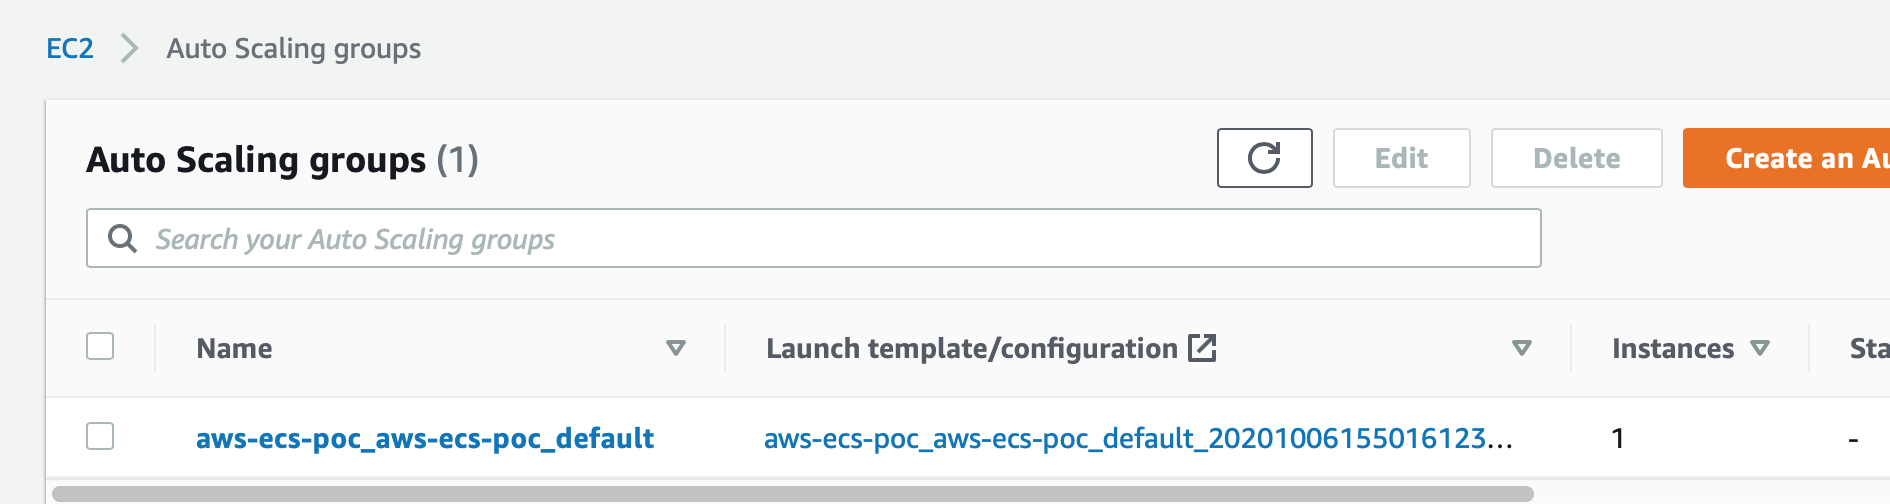 EC2 Auto Scaling groups
Auto Scaling groups (1)
Edit Delete Create an Au
Search your Auto Scaling groups
Name Launch template/configuration Instances Sta
aws-ecs-poc_aws-ecs-poc_default aws-ecs-poc_aws-ecs-poc_default_20201006155016123... 1 -